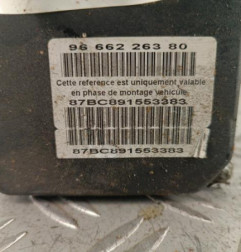 96 662 263 80
Cette reference est uniquement valable
en phase de montage vehicule
87BC891553383
87BC891553383